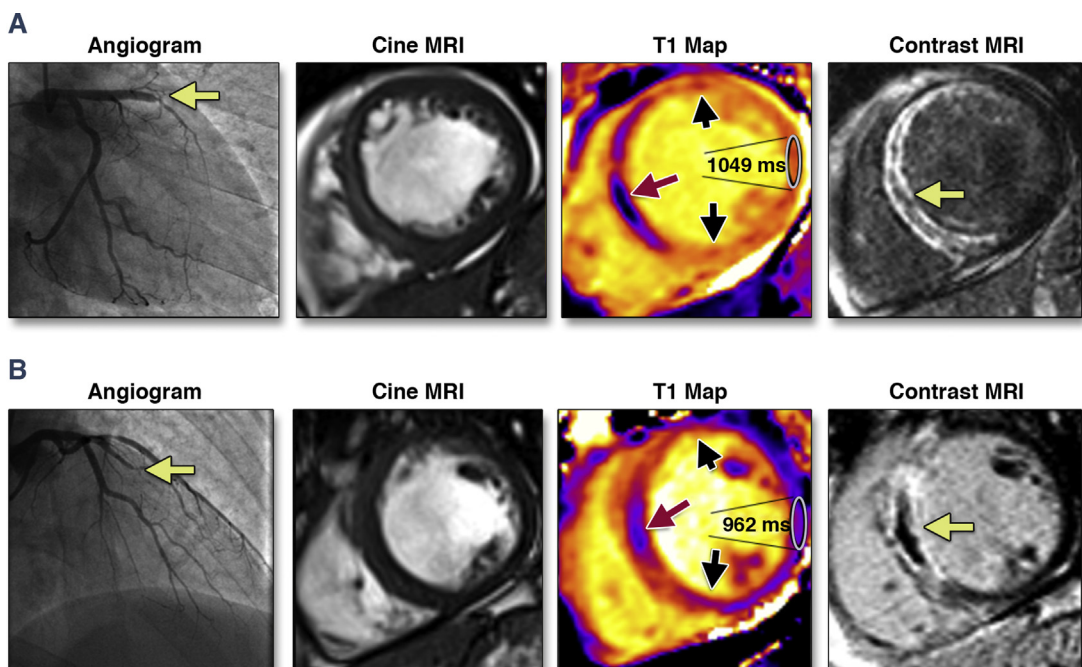 A
Angiogram Cine MRI T1 Map Contrast MRI
1049 ms
B
Angiogram Cine MRI T1 Map Contrast MRI
962 ms